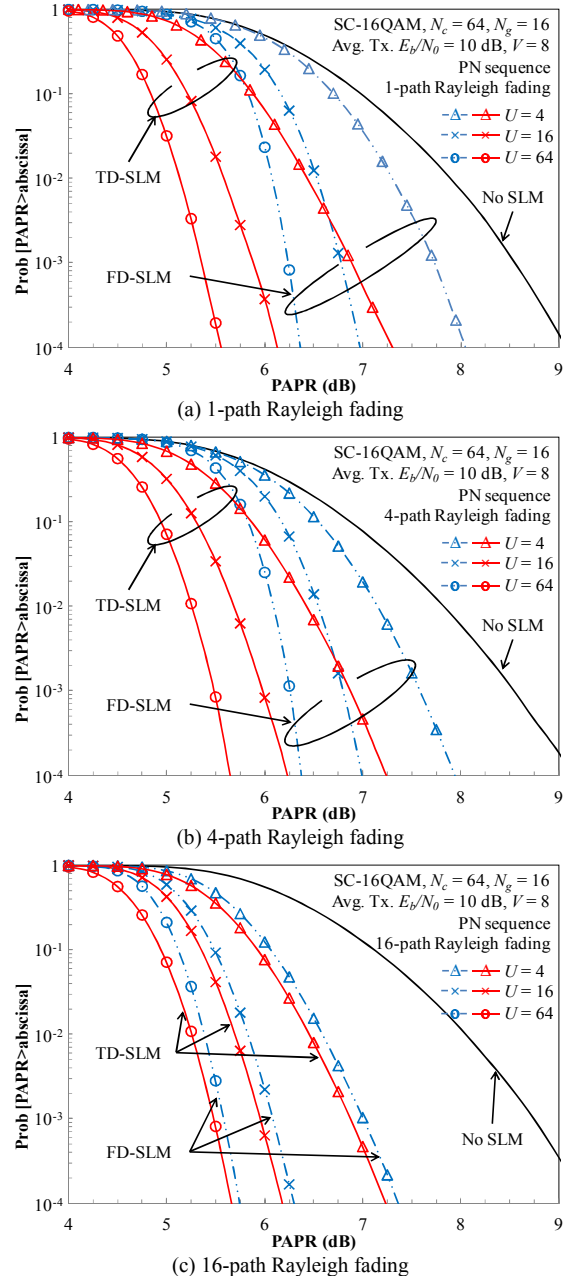 Prob [PAPR>abscissa]
10⁰
10⁻¹
10⁻²
10⁻³
10⁻⁴
SC-16QAM, N_c = 64, N_g = 16
Avg. Tx. E_b/N_0 = 10 dB, V = 8
PN sequence
1-path Rayleigh fading
U = 4
U = 16
U = 64
TD-SLM
No SLM
FD-SLM
4 5 6 7 8 9
PAPR (dB)
(a) 1-path Rayleigh fading
Prob [PAPR>abscissa]
10⁰
10⁻¹
10⁻²
10⁻³
10⁻⁴
SC-16QAM, N_c = 64, N_g = 16
Avg. Tx. E_b/N_0 = 10 dB, V = 8
PN sequence
4-path Rayleigh fading
U = 4
U = 16
U = 64
TD-SLM
No SLM
FD-SLM
4 5 6 7 8 9
PAPR (dB)
(b) 4-path Rayleigh fading
Prob [PAPR>abscissa]
10⁰
10⁻¹
10⁻²
10⁻³
10⁻⁴
SC-16QAM, N_c = 64, N_g = 16
Avg. Tx. E_b/N_0 = 10 dB, V = 8
PN sequence
16-path Rayleigh fading
U = 4
U = 16
U = 64
TD-SLM
FD-SLM
No SLM
4 5 6 7 8 9
PAPR (dB)
(c) 16-path Rayleigh fading